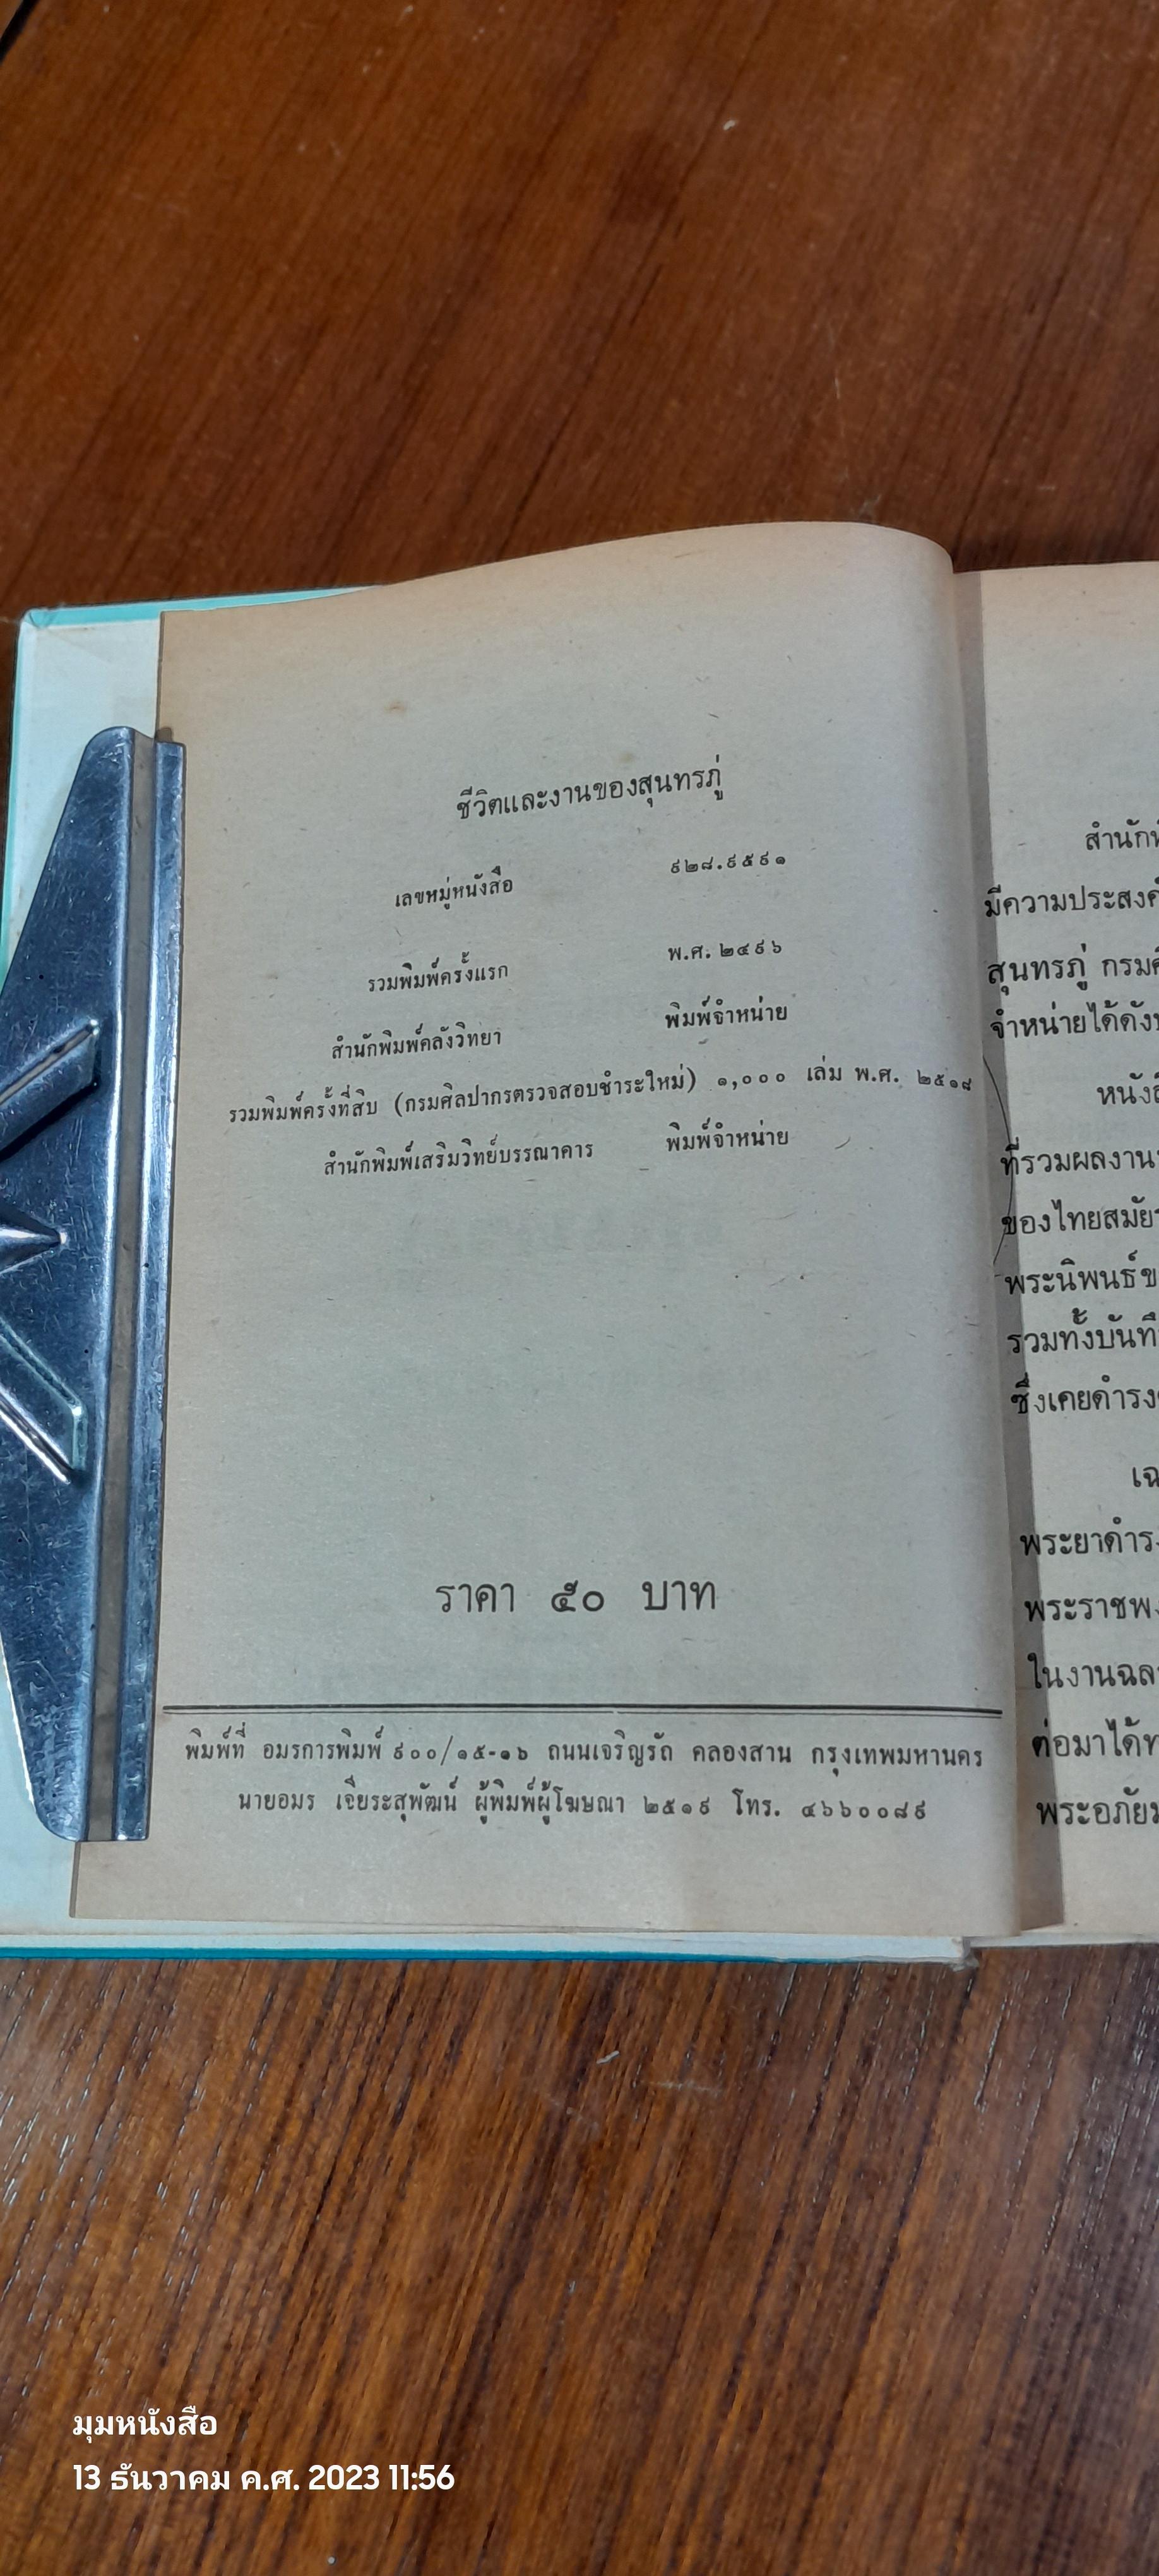 ชีวิตและงานของสุนทรภู่
เลขหมู่หนังสือ ๙๒๘.๙๕๙๑
รวมพิมพ์ครั้งแรก พ.ศ. ๒๔๙๖
สำนักพิมพ์คลังวิทยา พิมพ์จำหน่าย
รวมพิมพ์ครั้งที่สิบ (กรมศิลปากรตรวจสอบชำระใหม่) ๑,๐๐๐ เล่ม พ.ศ. ๒๕๑๘
สำนักพิมพ์เสริมวิทย์บรรณาคาร พิมพ์จำหน่าย
ราคา ๕๐ บาท
พิมพ์ที่ อมรการพิมพ์ ๙๐๐/๑๕-๑๖ ถนนเจริญรัถ คลองสาน กรุงเทพมหานคร
นายอมร เจียระสุพัฒน์ ผู้พิมพ์ผู้โฆษณา ๒๕๑๙ โทร. ๔๖๖๐๐๘๙
มีความประสงค์
สุนทรภู่ กรม
จำหน่ายได้ดัง
ที่รวมผลงาน
ของไทยสมัย
พระนิพนธ์
รวมทั้ง
ซึ่งเคยดำรง
พระยาดำรง
พระราช
ในงานฉลอง
ต่อมาได้
พระอภัย
มุมหนังสือ
13 ธันวาคม ค.ศ. 2023 11:56